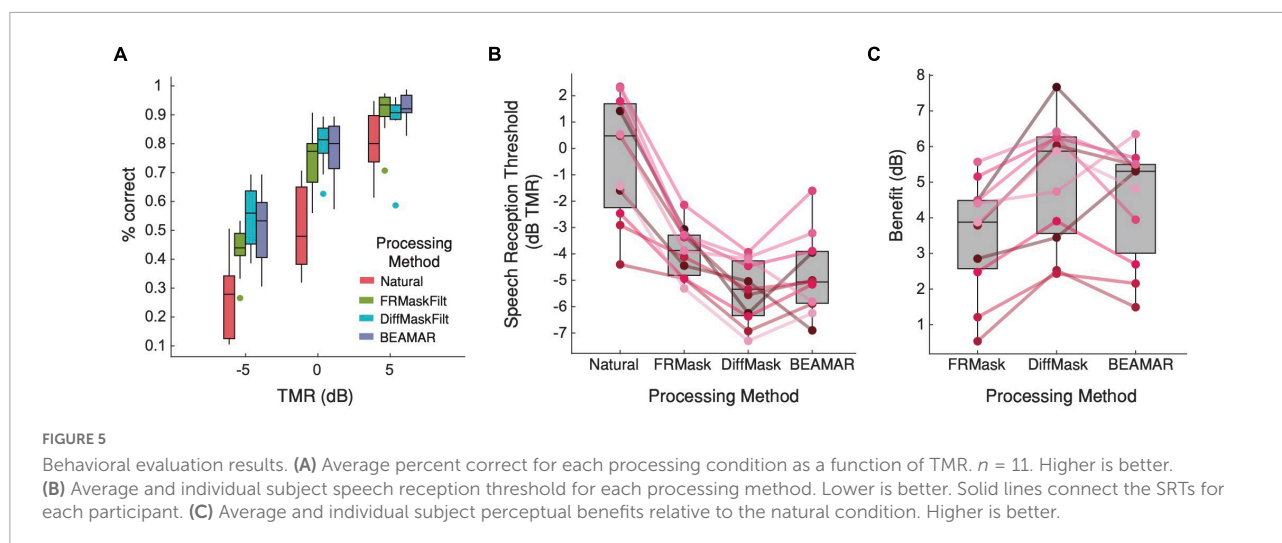 A
B
C
% correct
1
0.9
0.8
0.7
0.6
0.5
0.4
0.3
0.2
0.1
-5
0
5
TMR (dB)
Processing
Method
Natural
FRMaskFilt
DiffMaskFilt
BEAMAR
Speech Reception Threshold
(dB TMR)
2
1
0
-1
-2
-3
-4
-5
-6
-7
Natural FRMask DiffMask BEAMAR
Processing Method
Benefit (dB)
8
7
6
5
4
3
2
1
FRMask DiffMask BEAMAR
Processing Method
FIGURE 5
Behavioral evaluation results. (A) Average percent correct for each processing condition as a function of TMR. n = 11. Higher is better.
(B) Average and individual subject speech reception threshold for each processing method. Lower is better. Solid lines connect the SRTs for
each participant. (C) Average and individual subject perceptual benefits relative to the natural condition. Higher is better.